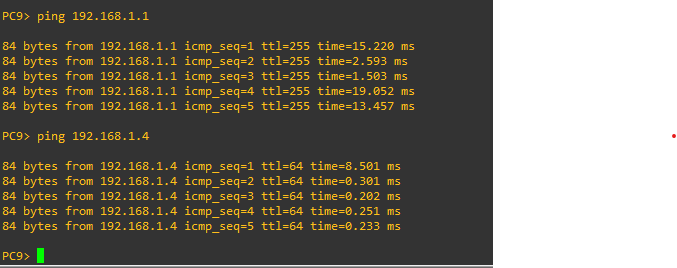 PC9> ping 192.168.1.1
84 bytes from 192.168.1.1 icmp_seq=1 ttl=255 time=15.220 ms
84 bytes from 192.168.1.1 icmp_seq=2 ttl=255 time=2.593 ms
84 bytes from 192.168.1.1 icmp_seq=3 ttl=255 time=1.503 ms
84 bytes from 192.168.1.1 icmp_seq=4 ttl=255 time=19.052 ms
84 bytes from 192.168.1.1 icmp_seq=5 ttl=255 time=13.457 ms
PC9> ping 192.168.1.4
84 bytes from 192.168.1.4 icmp_seq=1 ttl=64 time=8.501 ms
84 bytes from 192.168.1.4 icmp_seq=2 ttl=64 time=0.301 ms
84 bytes from 192.168.1.4 icmp_seq=3 ttl=64 time=0.202 ms
84 bytes from 192.168.1.4 icmp_seq=4 ttl=64 time=0.251 ms
84 bytes from 192.168.1.4 icmp_seq=5 ttl=64 time=0.233 ms
PC9>